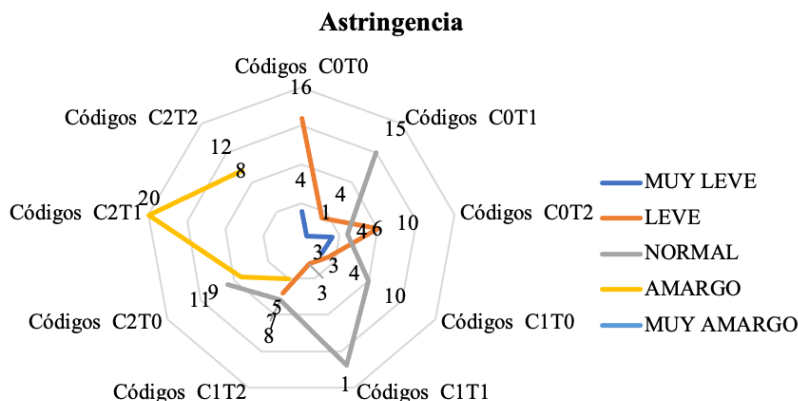 Astringencia
Códigos C0T0
16
Códigos C2T2
15
Códigos C0T1
12
8
4
4
20
Códigos C2T1
1
10
Códigos C0T2
4
6
3
3
4
9
11
3
10
Códigos C2T0
5
7
8
Códigos C1T0
1
Códigos C1T2
Códigos C1T1
MUY LEVE
LEVE
NORMAL
AMARGO
MUY AMARGO